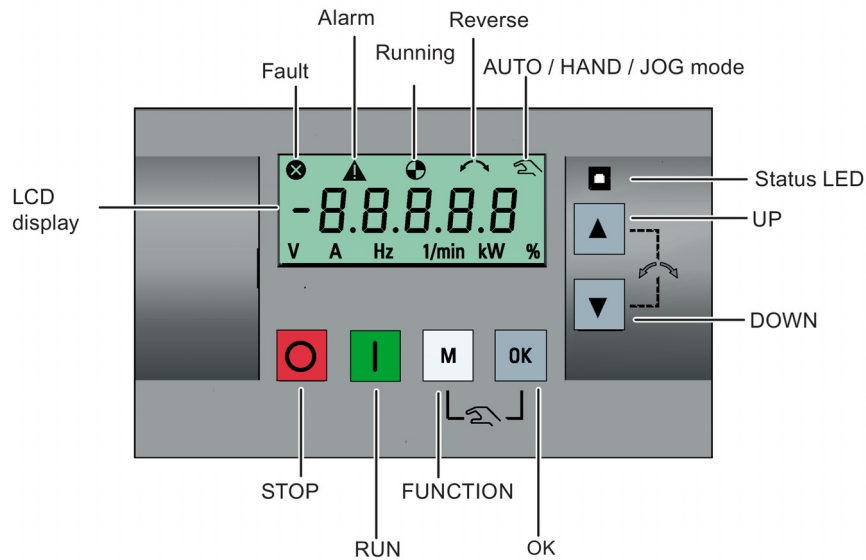 Alarm
Reverse
Running
Fault
AUTO / HAND / JOG mode
LCD
display
-8.8.8.8.8
V A Hz 1/min kW %
Status LED
UP
DOWN
M
OK
STOP
FUNCTION
RUN
OK